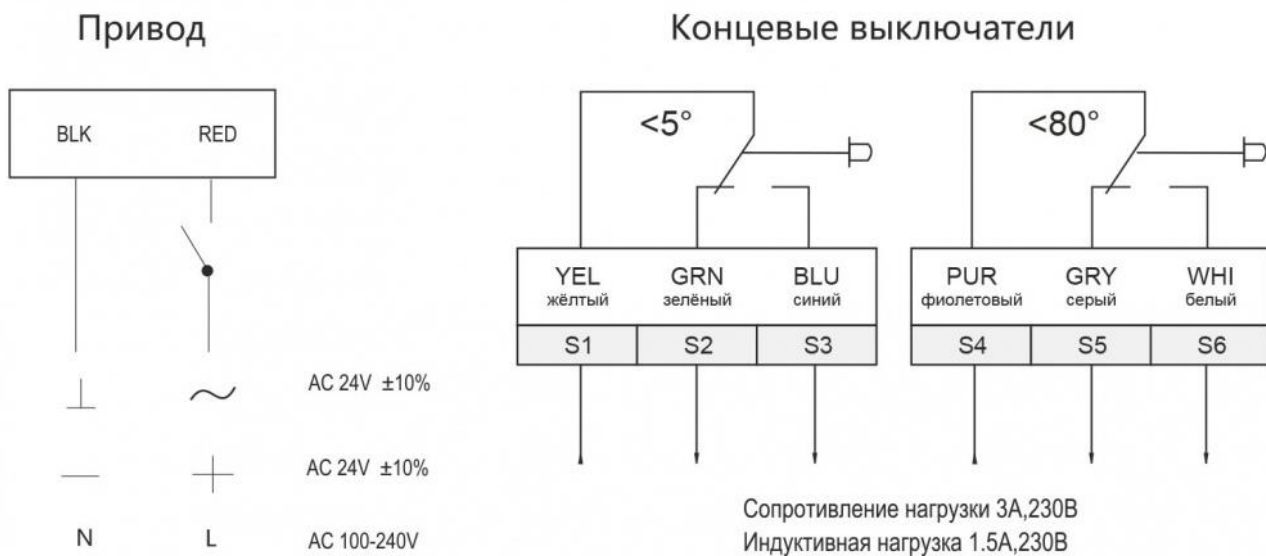 Привод
BLK RED
AC 24V ±10%
AC 24V ±10%
N L AC 100-240V
Концевые выключатели
<5° <80°
YEL GRN BLU
жёлтый зелёный синий
S1 S2 S3
PUR GRY WHI
фиолетовый серый белый
S4 S5 S6
Сопротивление нагрузки 3А,230В
Индуктивная нагрузка 1.5А,230В